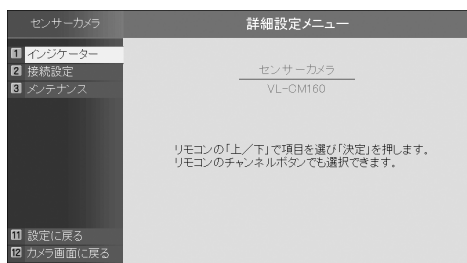 センサーカメラ
詳細設定メニュー
1 インジケーター
2 接続設定
3 メンテナンス
センサーカメラ
VL-CM160
リモコンの「上／下」で項目を選び「決定」を押します。
リモコンのチャンネルボタンでも選択できます。
11 設定に戻る
12 カメラ画面に戻る